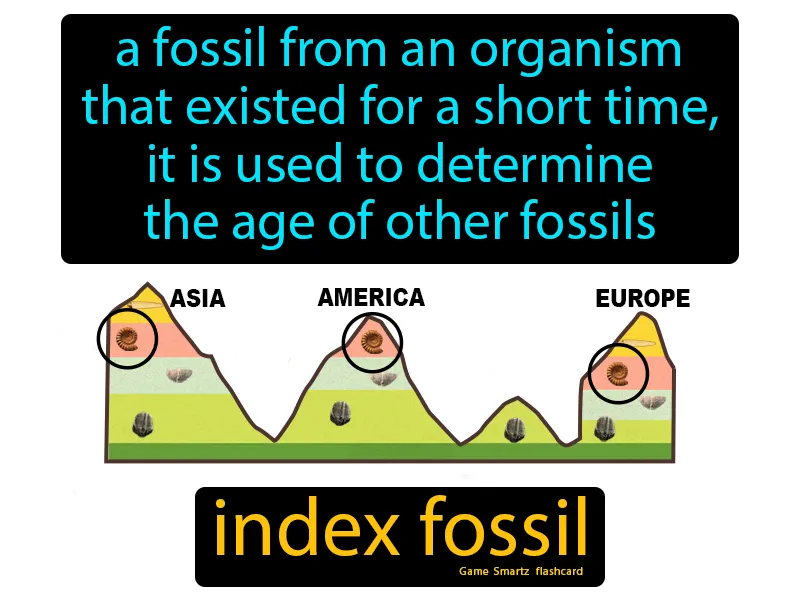 a fossil from an organism
that existed for a short time,
it is used to determine
the age of other fossils
ASIA
AMERICA
EUROPE
index fossil
Game Smartz flashcard